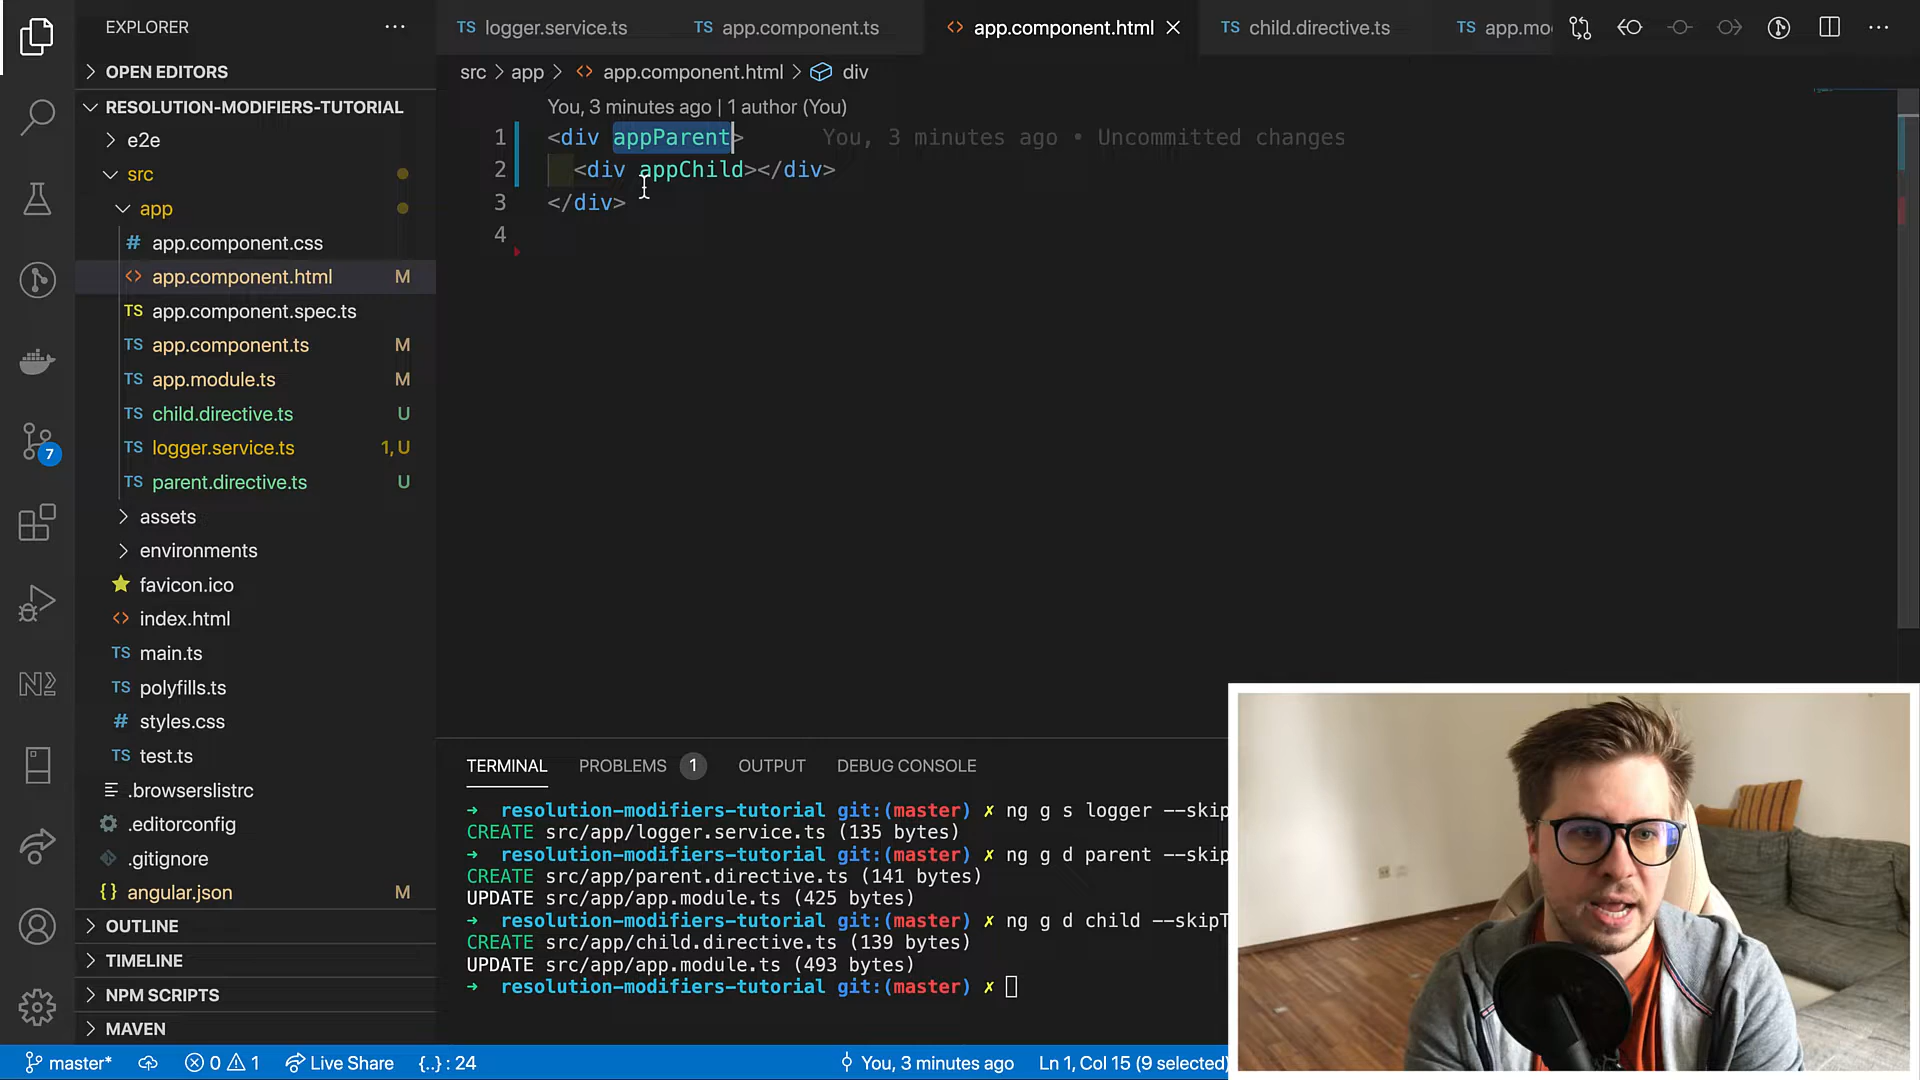 EXPLORER
logger.service.ts
app.component.ts
app.component.html
child.directive.ts
app.mo
OPEN EDITORS
RESOLUTION-MODIFIERS-TUTORIAL
e2e
src
app
app.component.css
app.component.html M
app.component.spec.ts
app.component.ts M
app.module.ts M
child.directive.ts U
logger.service.ts 1, U
parent.directive.ts U
assets
environments
favicon.ico
index.html
main.ts
polyfills.ts
styles.css
test.ts
.browserslistrc
.editorconfig
.gitignore
angular.json M
OUTLINE
TIMELINE
NPM SCRIPTS
MAVEN
7
src > app > app.component.html > div
You, 3 minutes ago | 1 author (You)
1 <div appParent> You, 3 minutes ago • Uncommitted changes
2 <div appChild></div>
3 </div>
4
TERMINAL PROBLEMS 1 OUTPUT DEBUG CONSOLE
→ resolution-modifiers-tutorial git:(master) ✗ ng g s logger --skip
CREATE src/app/logger.service.ts (135 bytes)
→ resolution-modifiers-tutorial git:(master) ✗ ng g d parent --skip
CREATE src/app/parent.directive.ts (141 bytes)
UPDATE src/app/app.module.ts (425 bytes)
→ resolution-modifiers-tutorial git:(master) ✗ ng g d child --skipT
CREATE src/app/child.directive.ts (139 bytes)
UPDATE src/app/app.module.ts (493 bytes)
→ resolution-modifiers-tutorial git:(master) ✗
master* 0 1 Live Share {..} : 24 You, 3 minutes ago Ln 1, Col 15 (9 selected)